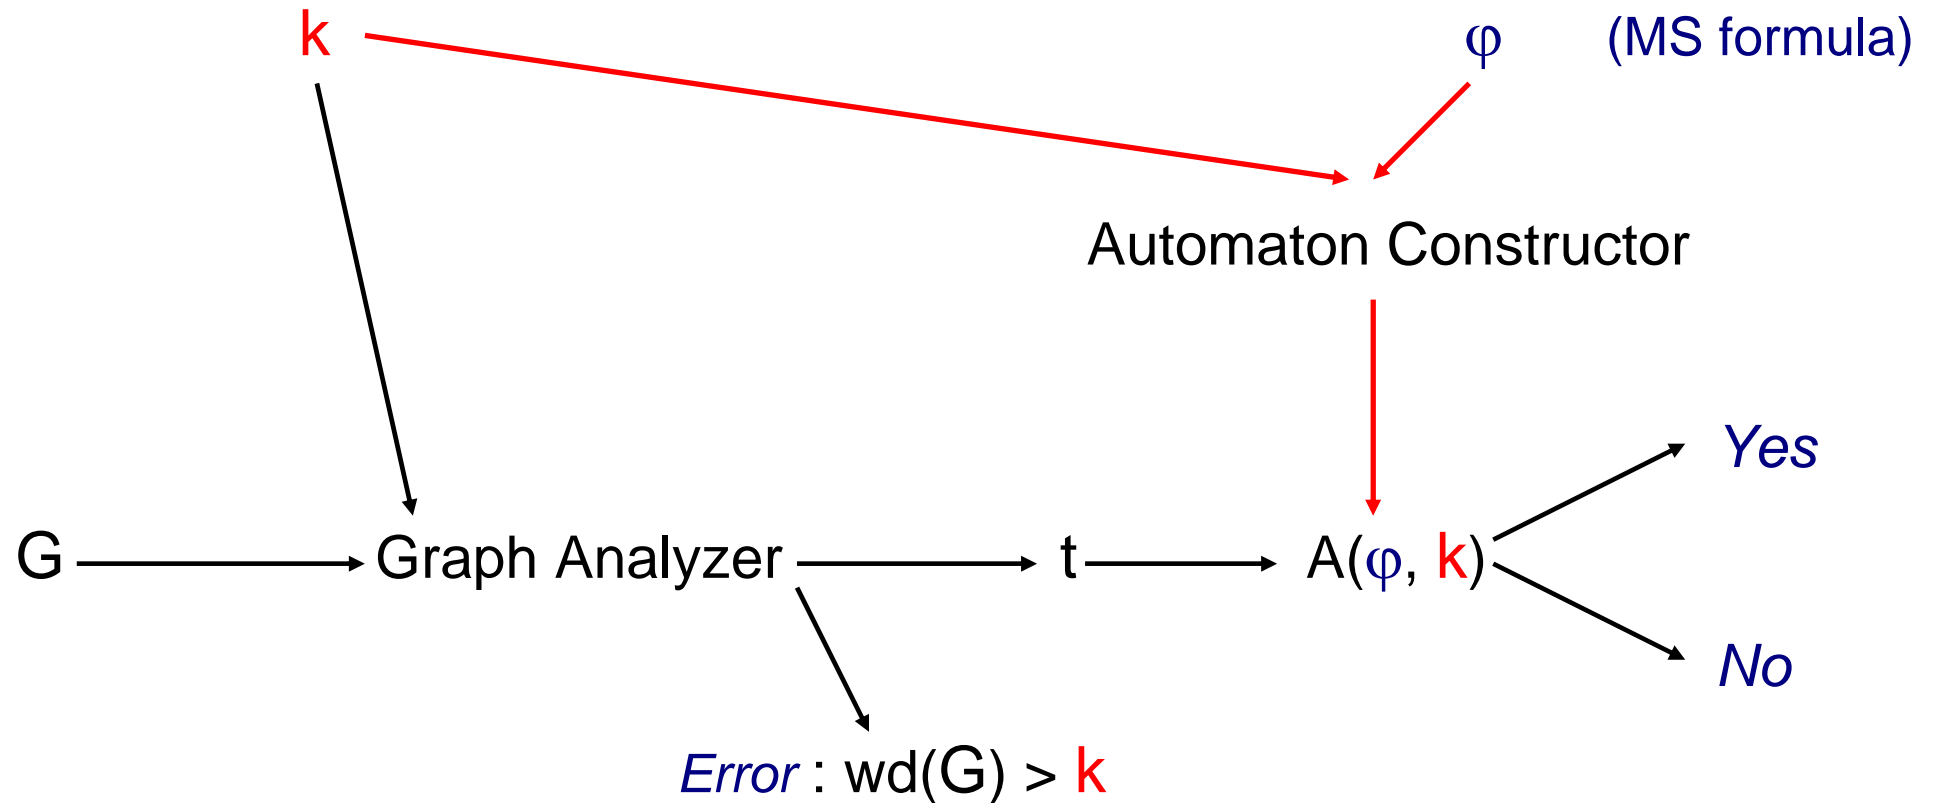 k
φ (MS formula)
Automaton Constructor
Yes
G Graph Analyzer t A(φ, k)
No
Error : wd(G) > k